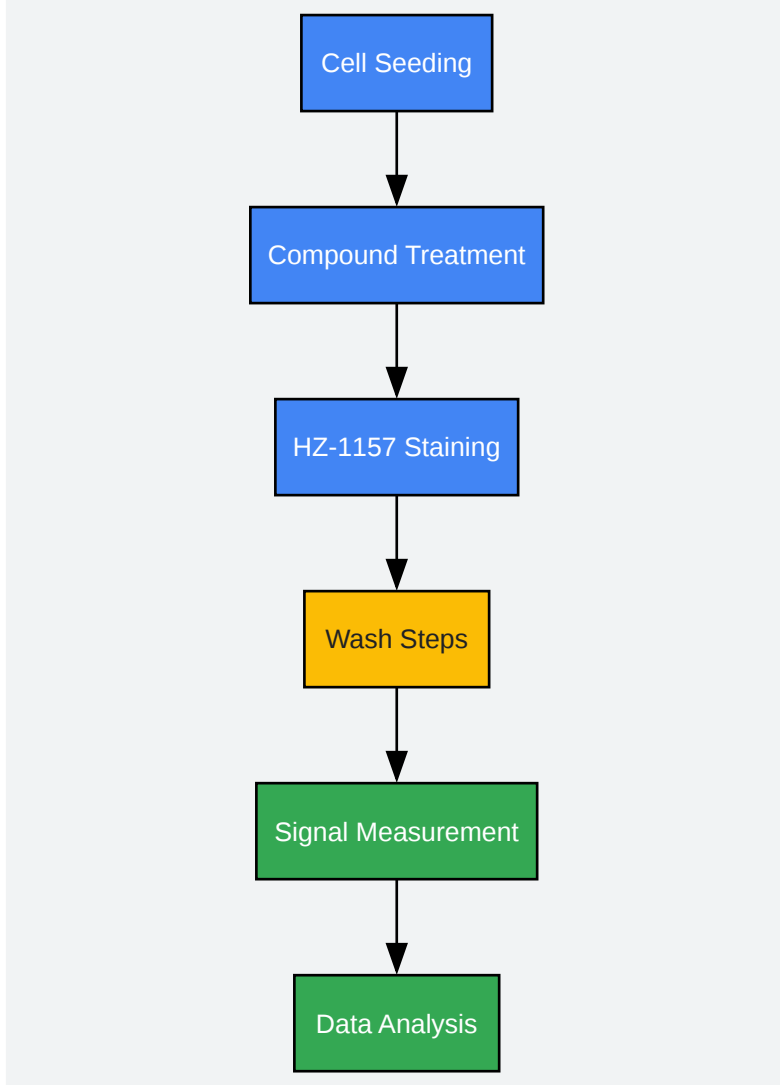 Cell Seeding
Compound Treatment
HZ-1157 Staining
Wash Steps
Signal Measurement
Data Analysis